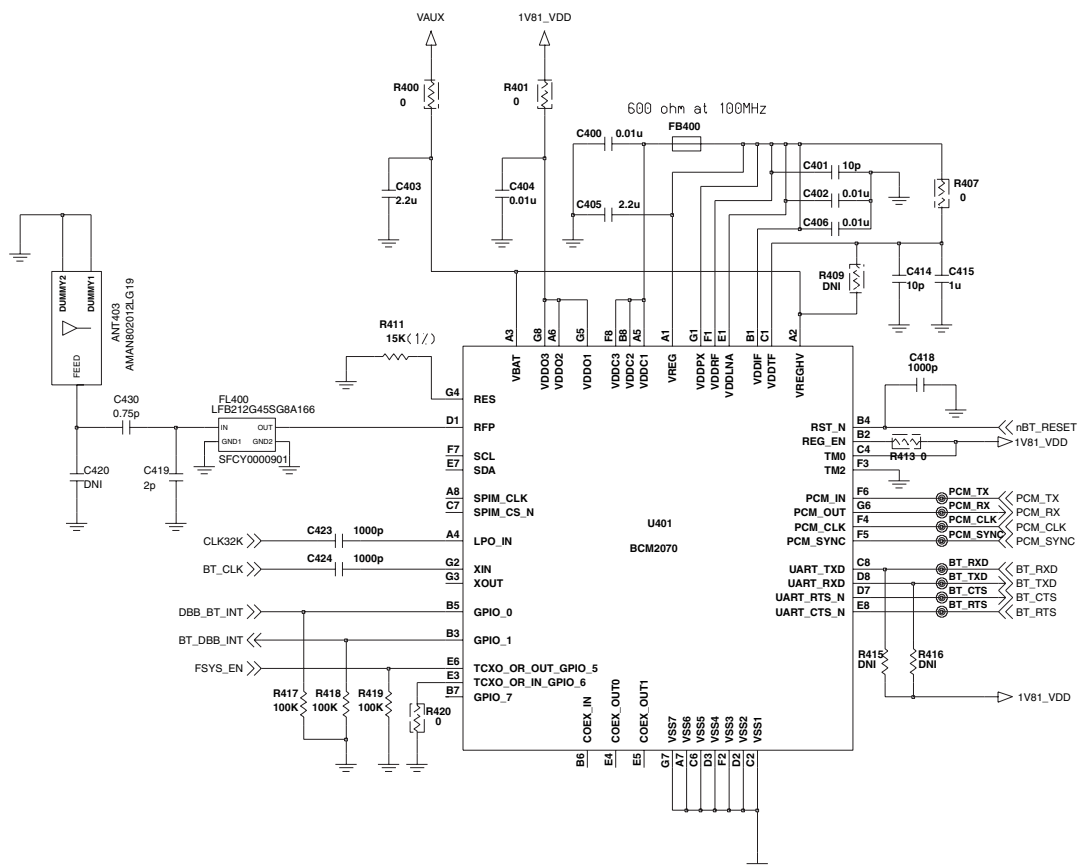 VAUX
1V81_VDD
R400
0
R401
0
600 ohm at 100MHz
C400
0.01u
FB400
C401
10p
C402
0.01u
C403
2.2u
C404
0.01u
C405
2.2u
C406
0.01u
R407
0
R409
DNI
C414
10p
C415
1u
DUMMY2
DUMMY1
FEED
ANT403
AMAN802012LG19
R411
15K(1%)
A3
G8
A6
G5
F8
B8
A5
A1
G1
F1
E1
B1
C1
A2
VBAT
VDDO3
VDDO2
VDDO1
VDDC3
VDDC2
VDDC1
VREG
VDDPX
VDDRF
VDDLNA
VDDIF
VDDTF
VREGHV
C418
1000p
C430
0.75p
FL400
LFB212G45SG8A166
IN
OUT
GND1
GND2
SFCY0000901
C420
DNI
C419
2p
G4
RES
D1
RFP
F7
SCL
E7
SDA
A8
SPIM_CLK
C7
SPIM_CS_N
CLK32K
C423
1000p
A4
LPO_IN
BT_CLK
C424
1000p
G2
XIN
G3
XOUT
DBB_BT_INT
B5
GPIO_0
BT_DBB_INT
B3
GPIO_1
FSYS_EN
E6
TCXO_OR_OUT_GPIO_5
E3
TCXO_OR_IN_GPIO_6
B7
GPIO_7
R417
100K
R418
100K
R419
100K
R420
0
U401
BCM2070
RST_N
B4
nBT_RESET
REG_EN
B2
1V81_VDD
TM0
C4
R413 0
TM2
F3
PCM_IN
F6
PCM_TX
PCM_TX
PCM_OUT
G6
PCM_RX
PCM_RX
PCM_CLK
F4
PCM_CLK
PCM_CLK
PCM_SYNC
F5
PCM_SYNC
PCM_SYNC
UART_TXD
C8
BT_RXD
BT_RXD
UART_RXD
D8
BT_TXD
BT_TXD
UART_RTS_N
D7
BT_CTS
BT_CTS
UART_CTS_N
E8
BT_RTS
BT_RTS
R415
DNI
R416
DNI
1V81_VDD
COEX_IN
COEX_OUT0
COEX_OUT1
VSS7
VSS6
VSS5
VSS4
VSS3
VSS2
VSS1
B6
E4
E5
G7
A7
C6
D3
F2
D2
C2